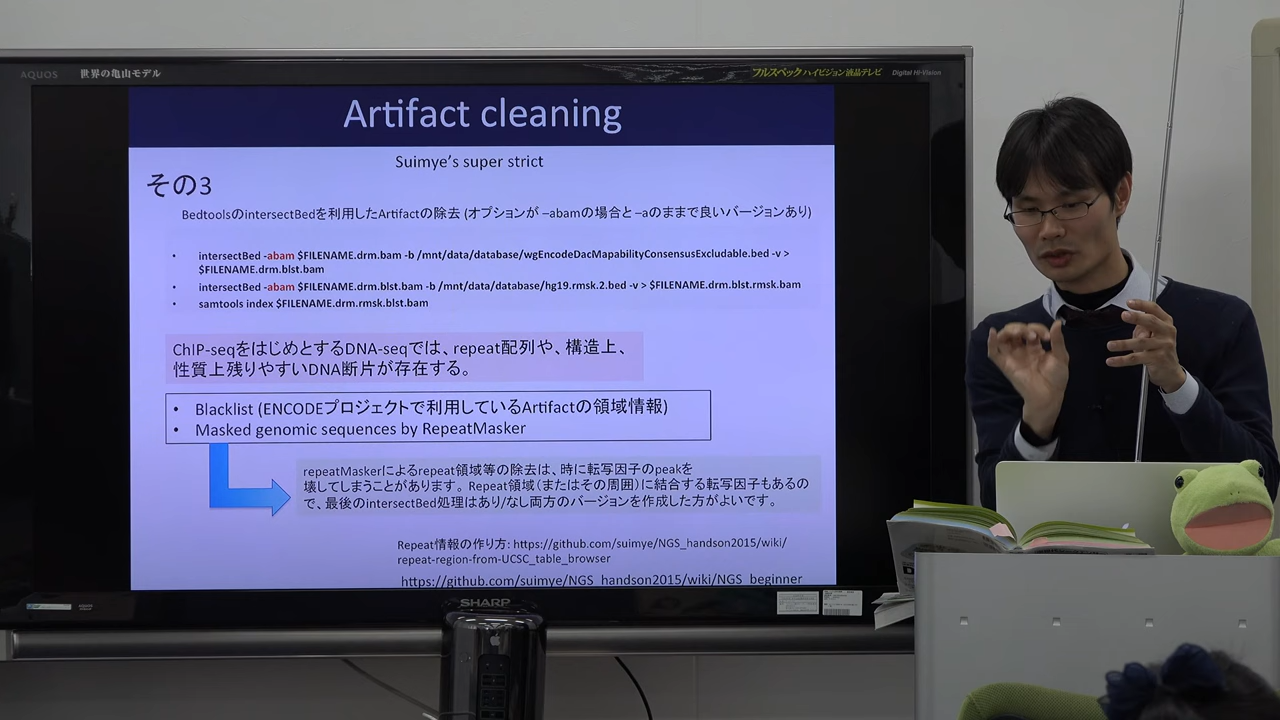 AQUOS 世界の亀山モデル フルスペックハイビジョン液晶テレビ Digital Hi-Vision
Artifact cleaning
Suimye's super strict
その3
BedtoolsのintersectBedを利用したArtifactの除去 (オプションが –abamの場合と –aのままで良いバージョンあり)
• intersectBed -abam $FILENAME.drm.bam -b /mnt/data/database/wgEncodeDacMapabilityConsensusExcludable.bed -v >
$FILENAME.drm.blst.bam
• intersectBed -abam $FILENAME.drm.blst.bam -b /mnt/data/database/hg19.rmsk.2.bed -v > $FILENAME.drm.blst.rmsk.bam
• samtools index $FILENAME.drm.rmsk.blst.bam
ChIP-seqをはじめとするDNA-seqでは、repeat配列や、構造上、
性質上残りやすいDNA断片が存在する。
• Blacklist (ENCODEプロジェクトで利用しているArtifactの領域情報)
• Masked genomic sequences by RepeatMasker
repeatMaskerによるrepeat領域等の除去は、時に転写因子のpeakを
壊してしまうことがあります。Repeat領域(またはその周囲)に結合する転写因子もあるの
で、最後のintersectBed処理はあり/なし両方のバージョンを作成した方がよいです。
Repeat情報の作り方: https://github.com/suimye/NGS_handson2015/wiki/
repeat-region-from-UCSC_table_browser
https://github.com/suimye/NGS_handson2015/wiki/NGS_beginner
SHARP